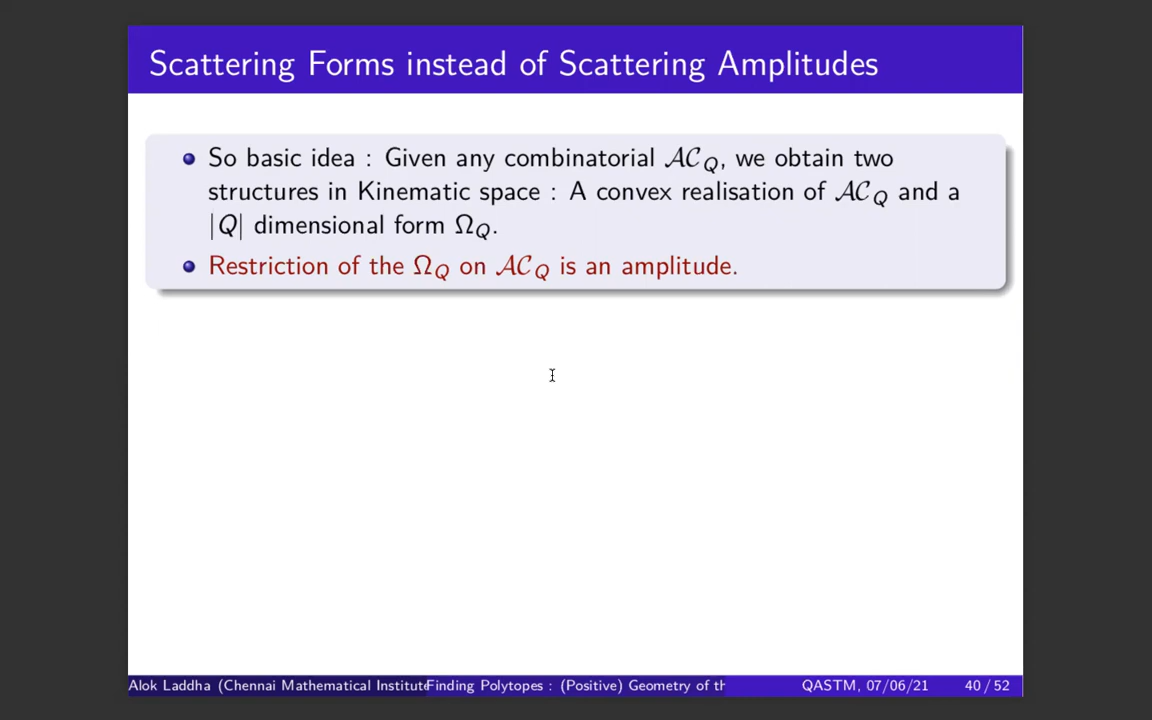 Scattering Forms instead of Scattering Amplitudes
So basic idea : Given any combinatorial 𝒜𝒞_Q, we obtain two
structures in Kinematic space : A convex realisation of 𝒜𝒞_Q and a
|Q| dimensional form Ω_Q.
Restriction of the Ω_Q on 𝒜𝒞_Q is an amplitude.
Alok Laddha (Chennai Mathematical Institute
Finding Polytopes : (Positive) Geometry of th
QASTM, 07/06/21
40 / 52